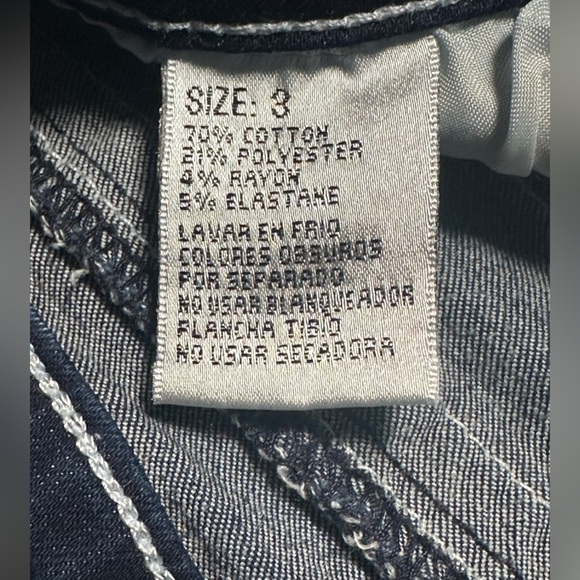 SIZE: 3
70% COTTON
21% POLYESTER
4% RAYON
5% ELASTANE
LAVAR EN FRIO
COLORES OBSUROS
POR SEPARADO
NO USAR BLANQUEADOR
PLANCHA TIBIO
NO USAR SECADORA